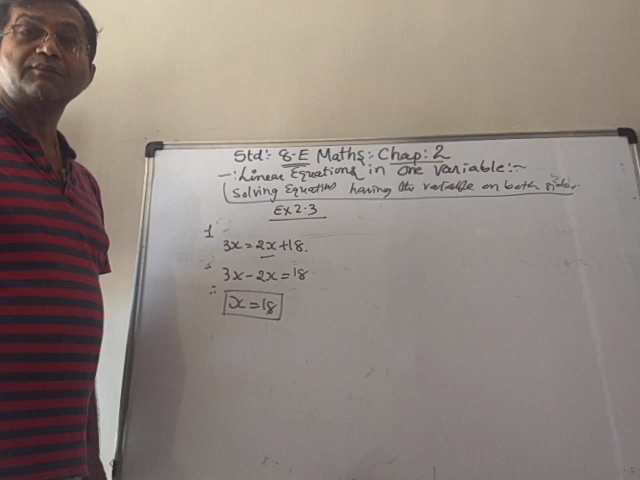 Std:- 8-E Maths:- Chap: 2
-:Linear Equations in One Variable:-
Solving Equations having the variable on both sides.
Ex 2.3
1
3x = 2x + 18.
∴ 3x - 2x = 18
∴ x = 18